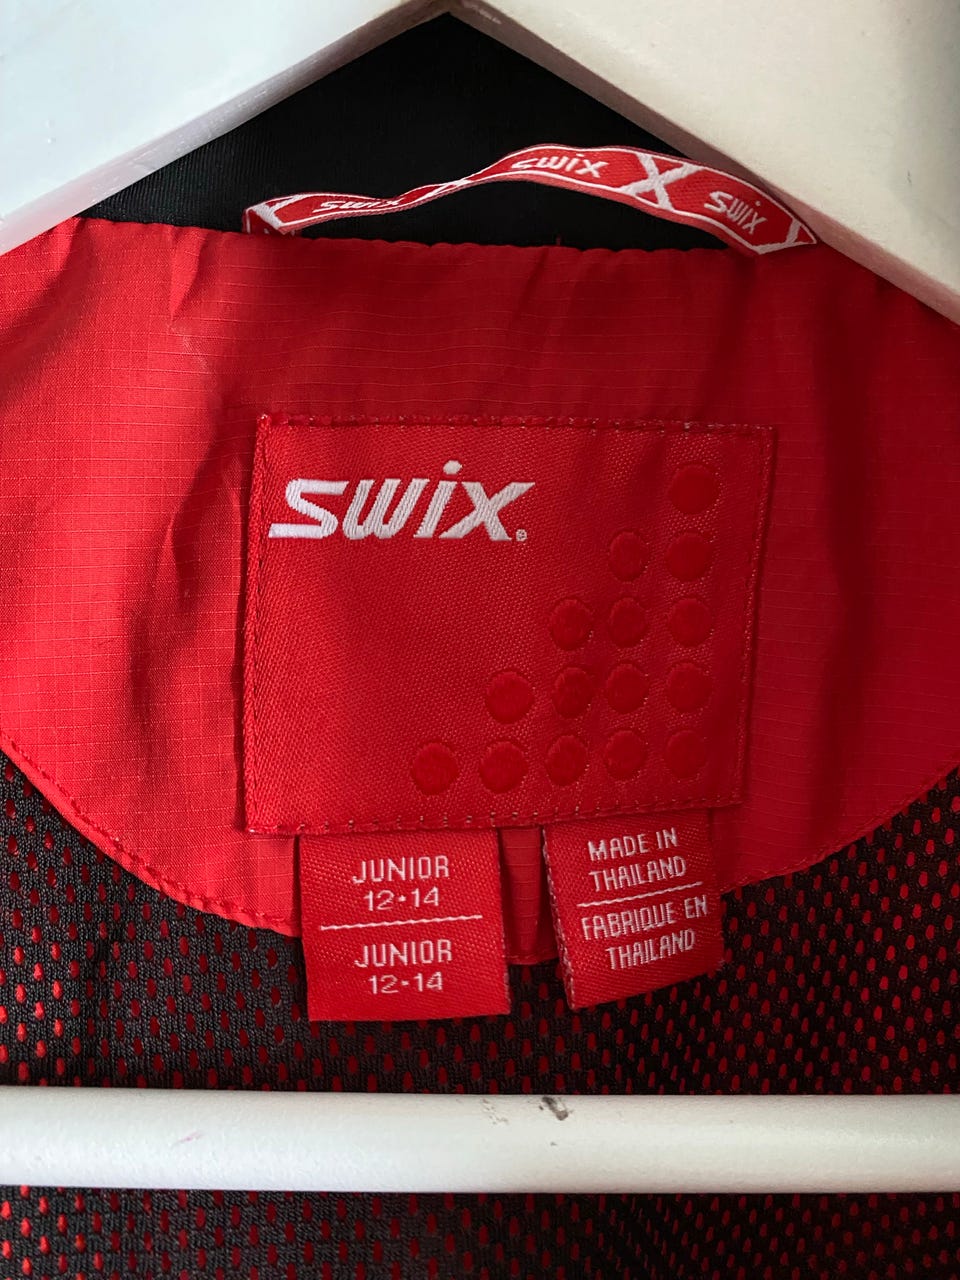 swix swix swix
swix®
JUNIOR
12·14
JUNIOR
12·14
MADE IN
THAILAND
FABRIQUE EN
THAILAND